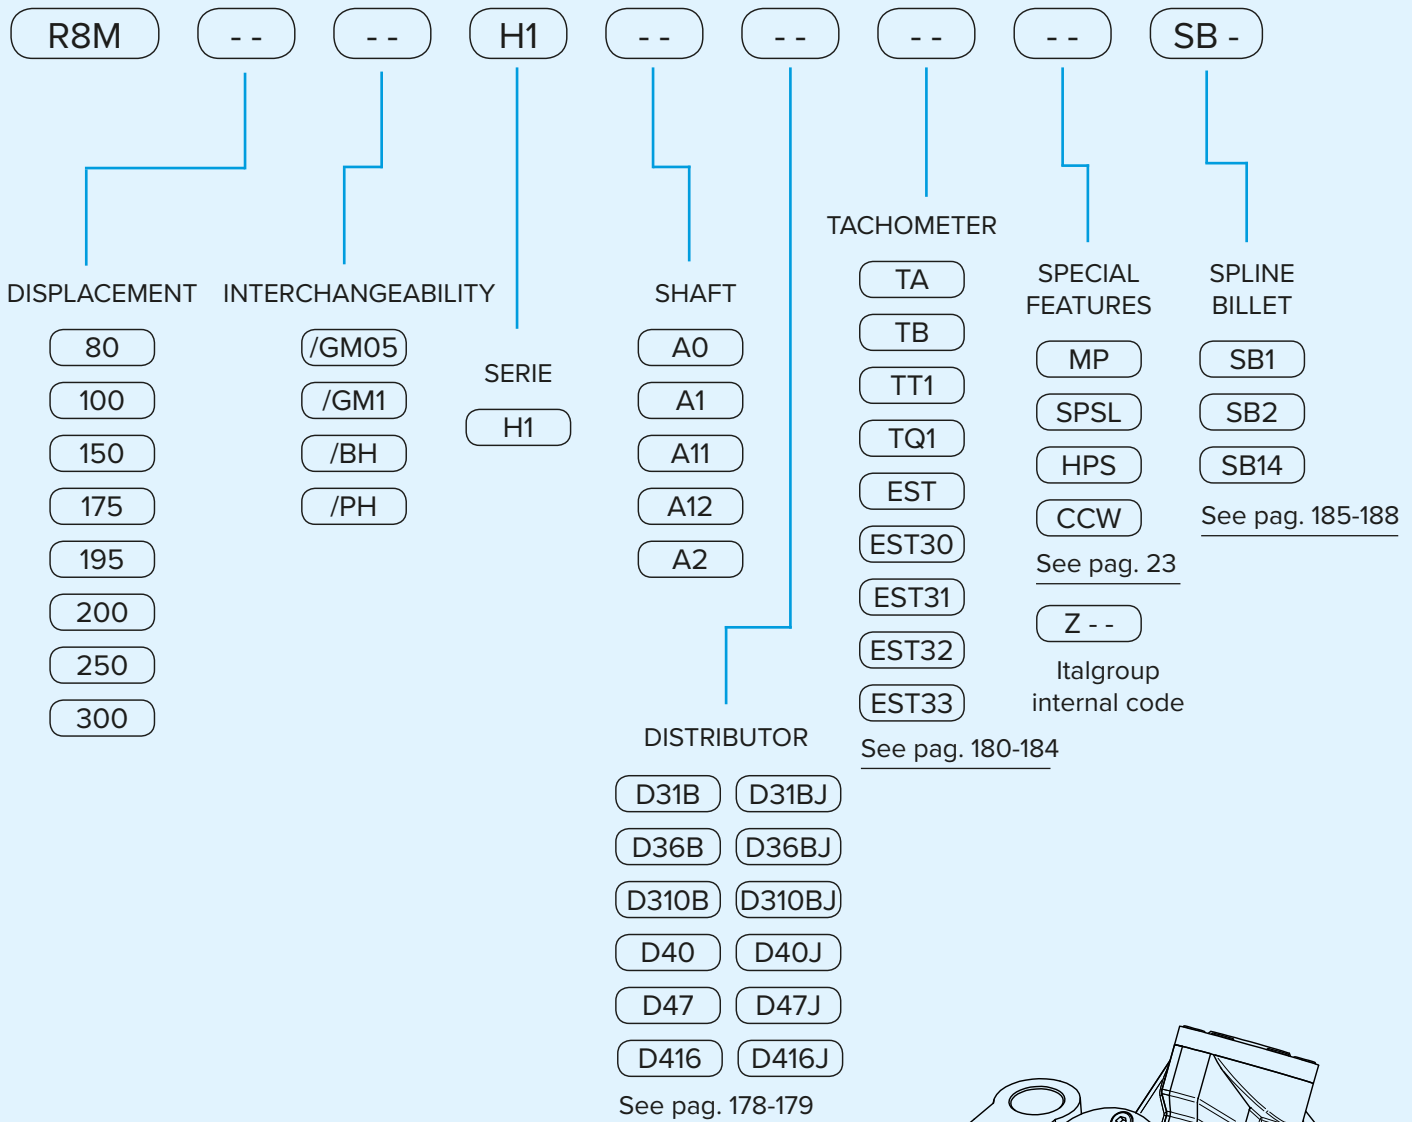 R8M -- -- H1 -- -- -- -- SB -
DISPLACEMENT
80
100
150
175
195
200
250
300
INTERCHANGEABILITY
/GM05
/GM1
/BH
/PH
SERIE
H1
SHAFT
A0
A1
A11
A12
A2
DISTRIBUTOR
D31B D31BJ
D36B D36BJ
D310B D310BJ
D40 D40J
D47 D47J
D416 D416J
See pag. 178-179
TACHOMETER
TA
TB
TT1
TQ1
EST
EST30
EST31
EST32
EST33
See pag. 180-184
SPECIAL
FEATURES
MP
SPSL
HPS
CCW
See pag. 23
Z - -
Italgroup
internal code
SPLINE
BILLET
SB1
SB2
SB14
See pag. 185-188